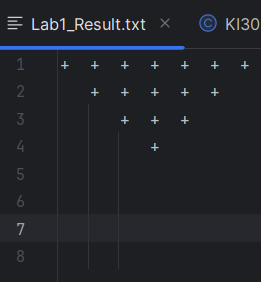 Lab1_Result.txt × © KI30
1 + + + + + + +
2 + + + + +
3 + + +
4 +
5
6
7
8